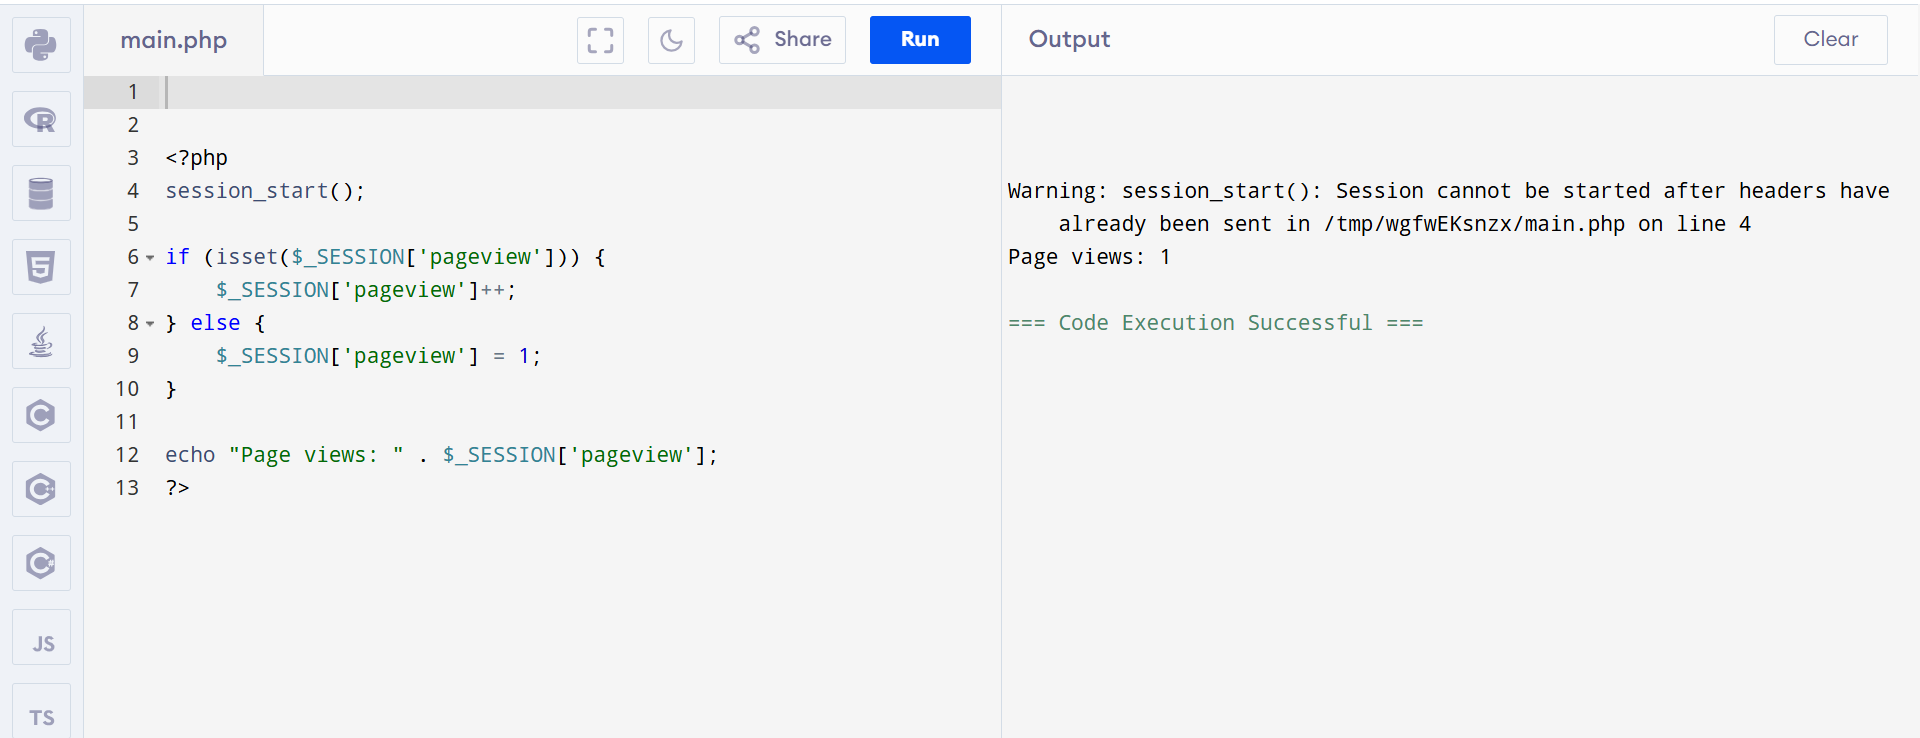 main.php
Share
Run
Output
Clear
1
2
3 <?php
4 session_start();
5
6 if (isset($_SESSION['pageview'])) {
7     $_SESSION['pageview']++;
8 } else {
9     $_SESSION['pageview'] = 1;
10 }
11
12 echo "Page views: " . $_SESSION['pageview'];
13 ?>
Warning: session_start(): Session cannot be started after headers have
already been sent in /tmp/wgfwEKsnzx/main.php on line 4
Page views: 1
=== Code Execution Successful ===
R
5
C
C++
C#
JS
TS